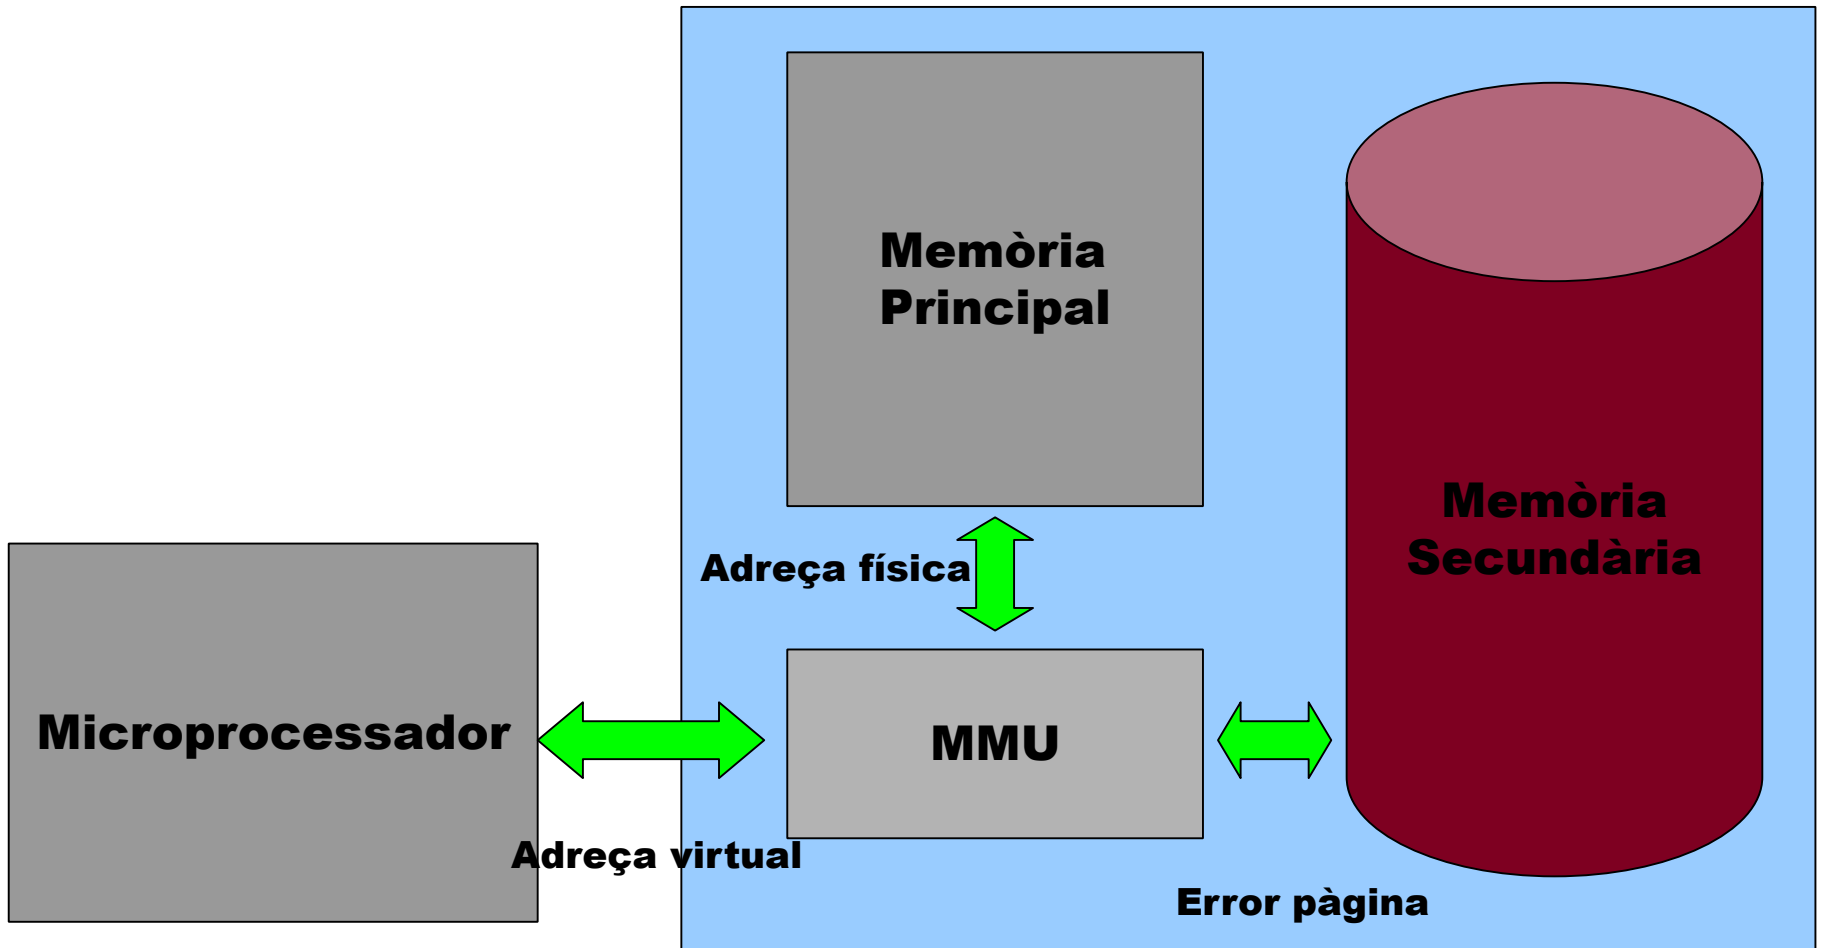 Memòria
Principal
Memòria
Secundària
Adreça física
Microprocessador
MMU
Adreça virtual
Error pàgina